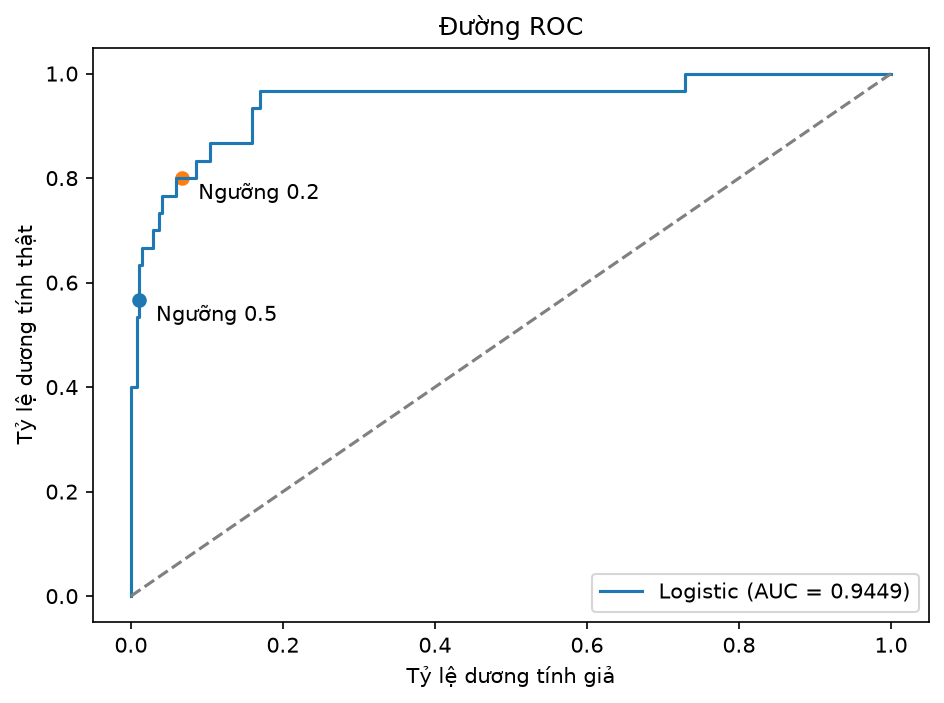 Đường ROC
Tỷ lệ dương tính thật
1.0
0.8
0.6
0.4
0.2
0.0
Ngưỡng 0.2
Ngưỡng 0.5
Logistic (AUC = 0.9449)
0.0 0.2 0.4 0.6 0.8 1.0
Tỷ lệ dương tính giả